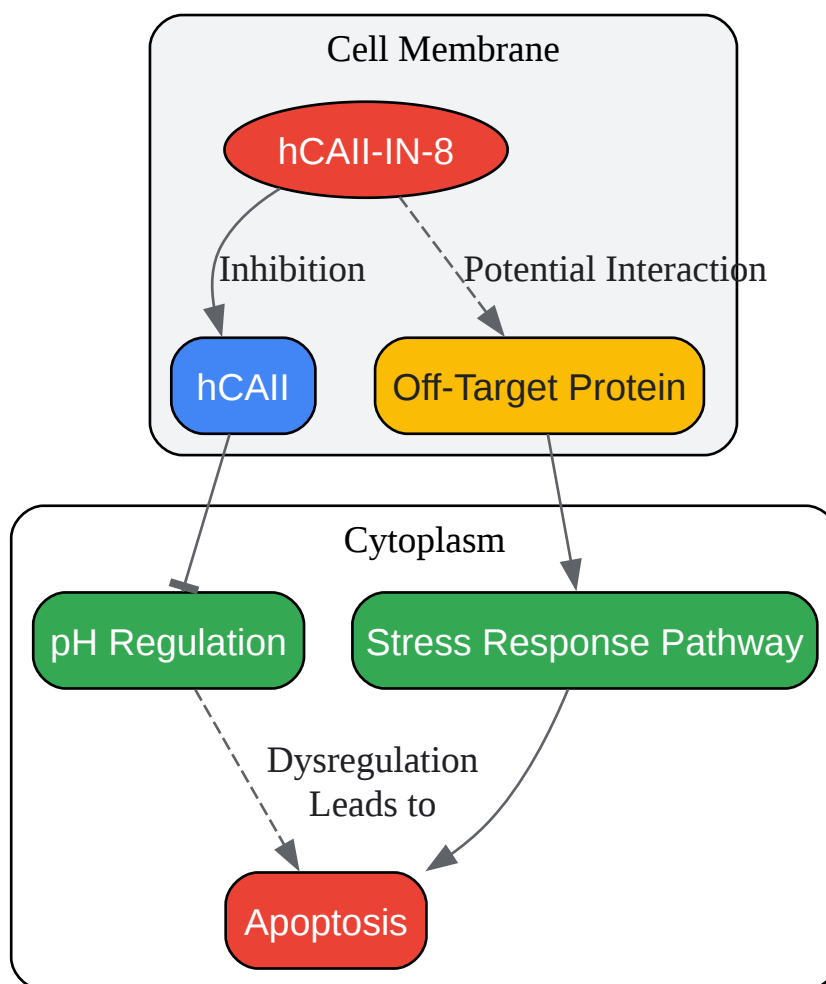 Cell Membrane
hCAII-IN-8
Inhibition
Potential Interaction
hCAII
Off-Target Protein
Cytoplasm
pH Regulation
Stress Response Pathway
Dysregulation
Leads to
Apoptosis